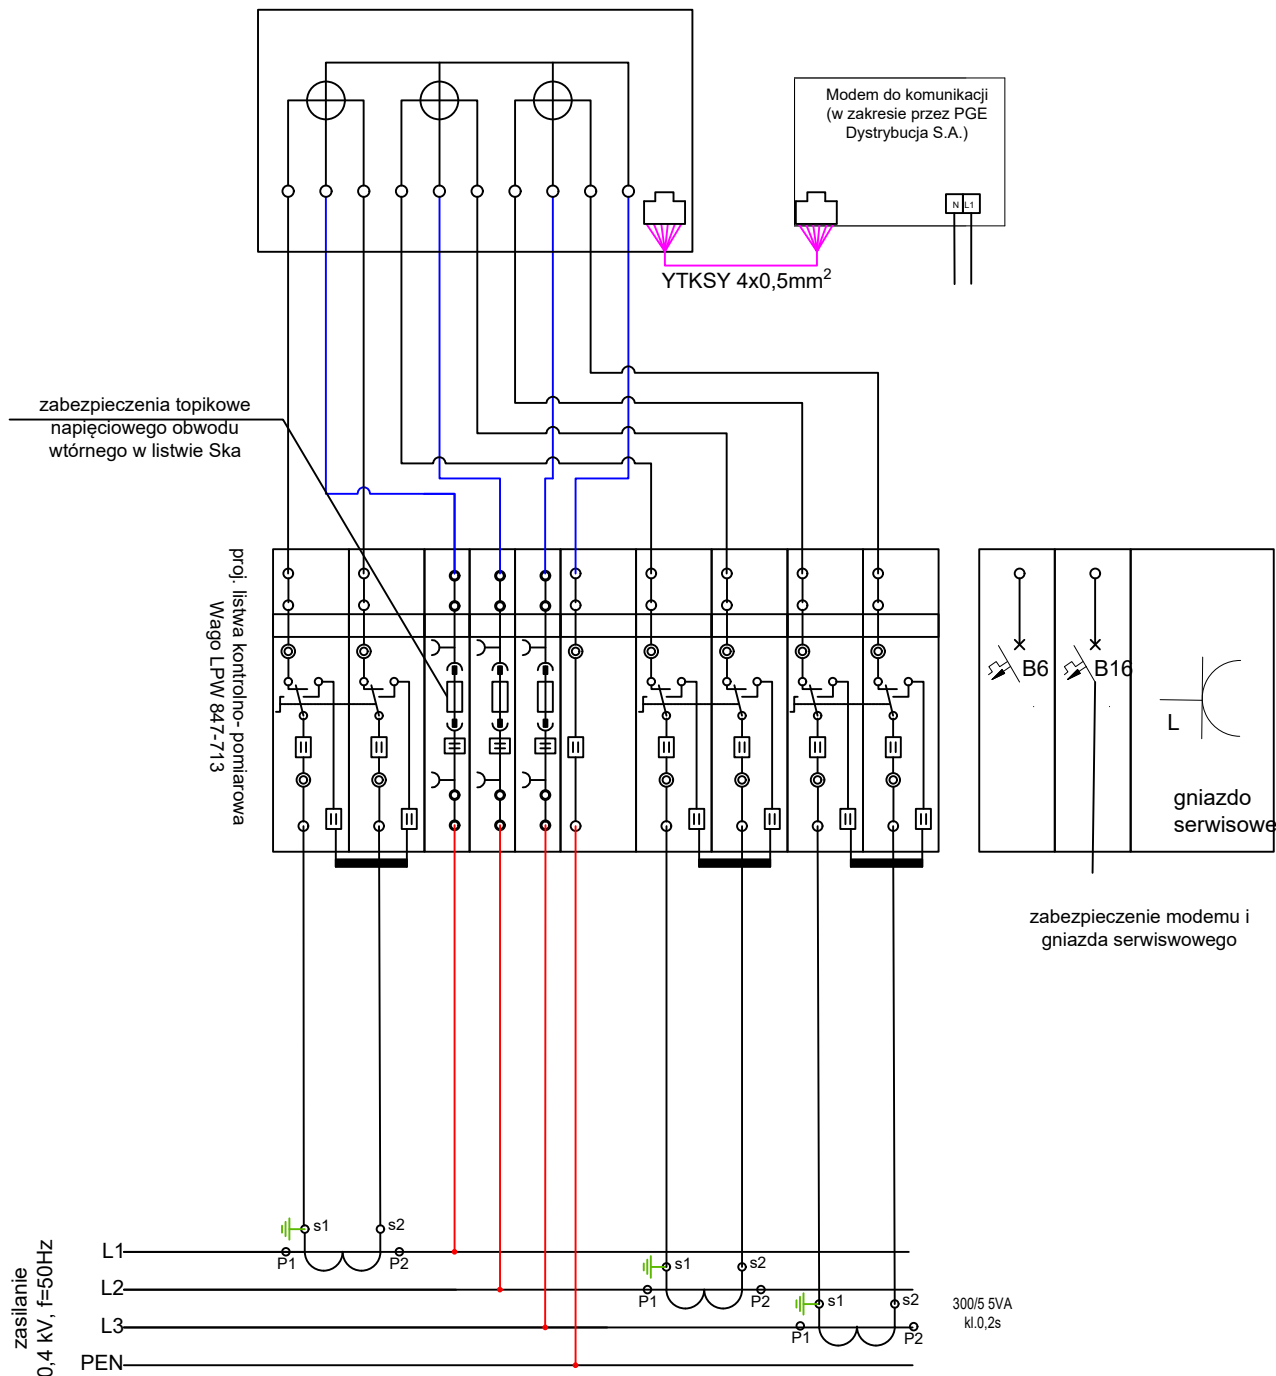 Modem do komunikacji
(w zakresie przez PGE
Dystrybucja S.A.)
N L1
YTKSY 4x0,5mm²
zabezpieczenia topikowe
napięciowego obwodu
wtórnego w listwie Ska
proj. listwa kontrolno- pomiarowa
Wago LPW 847-713
B6
B16
L
gniazdo
serwisowe
zabezpieczenie modemu i
gniazda serwiswowego
s1
s2
L1
P1
P2
s1
s2
L2
P1
P2
s1
s2
300/5 5VA
kl.0,2s
L3
P1
P2
PEN
zasilanie
0,4 kV, f=50Hz